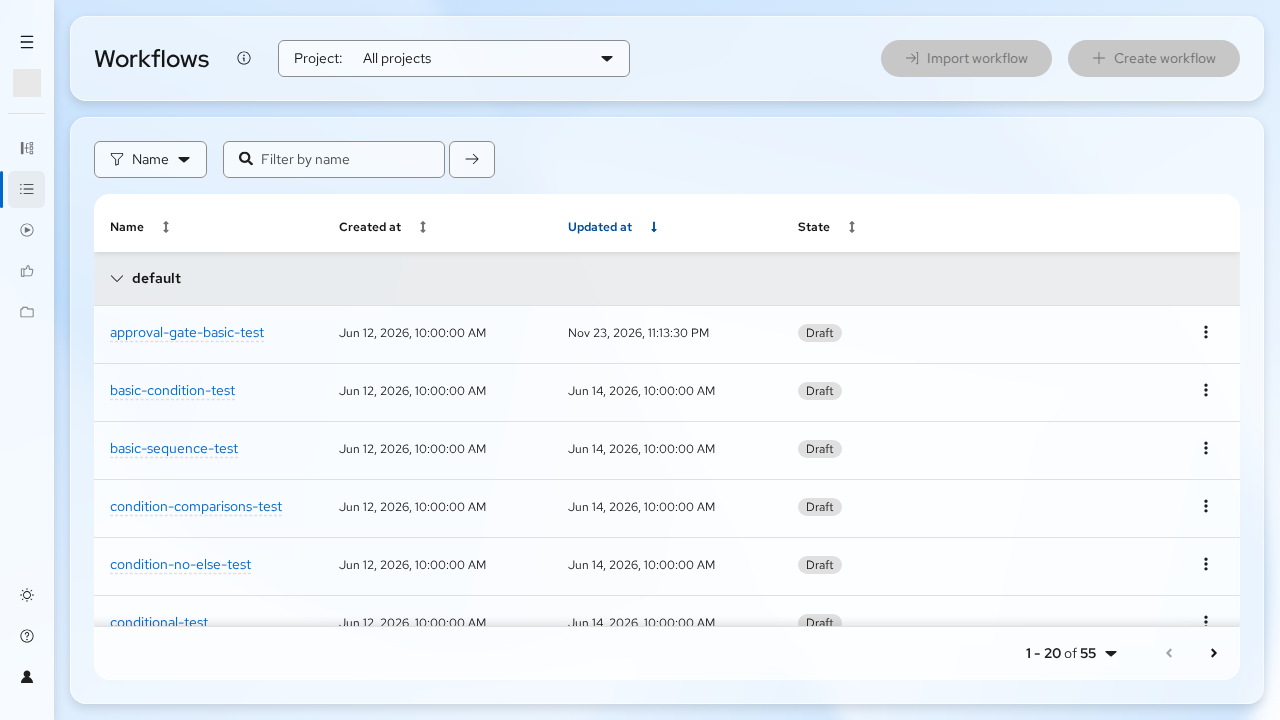 Workflows
Project: All projects
Import workflow
Create workflow
Name
Filter by name
Name Created at Updated at State
default
approval-gate-basic-test Jun 12, 2026, 10:00:00 AM Nov 23, 2026, 11:13:30 PM Draft
basic-condition-test Jun 12, 2026, 10:00:00 AM Jun 14, 2026, 10:00:00 AM Draft
basic-sequence-test Jun 12, 2026, 10:00:00 AM Jun 14, 2026, 10:00:00 AM Draft
condition-comparisons-test Jun 12, 2026, 10:00:00 AM Jun 14, 2026, 10:00:00 AM Draft
condition-no-else-test Jun 12, 2026, 10:00:00 AM Jun 14, 2026, 10:00:00 AM Draft
conditional-test Jun 12, 2026, 10:00:00 AM Jun 14, 2026, 10:00:00 AM Draft
1 - 20 of 55